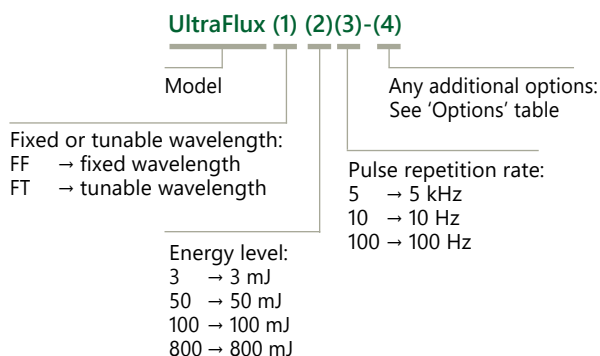 UltraFlux (1) (2)(3)-(4)
Model
Any additional options:
See ‘Options’ table
Fixed or tunable wavelength:
FF → fixed wavelength
FT → tunable wavelength
Pulse repetition rate:
5 → 5 kHz
10 → 10 Hz
100 → 100 Hz
Energy level:
3 → 3 mJ
50 → 50 mJ
100 → 100 mJ
800 → 800 mJ